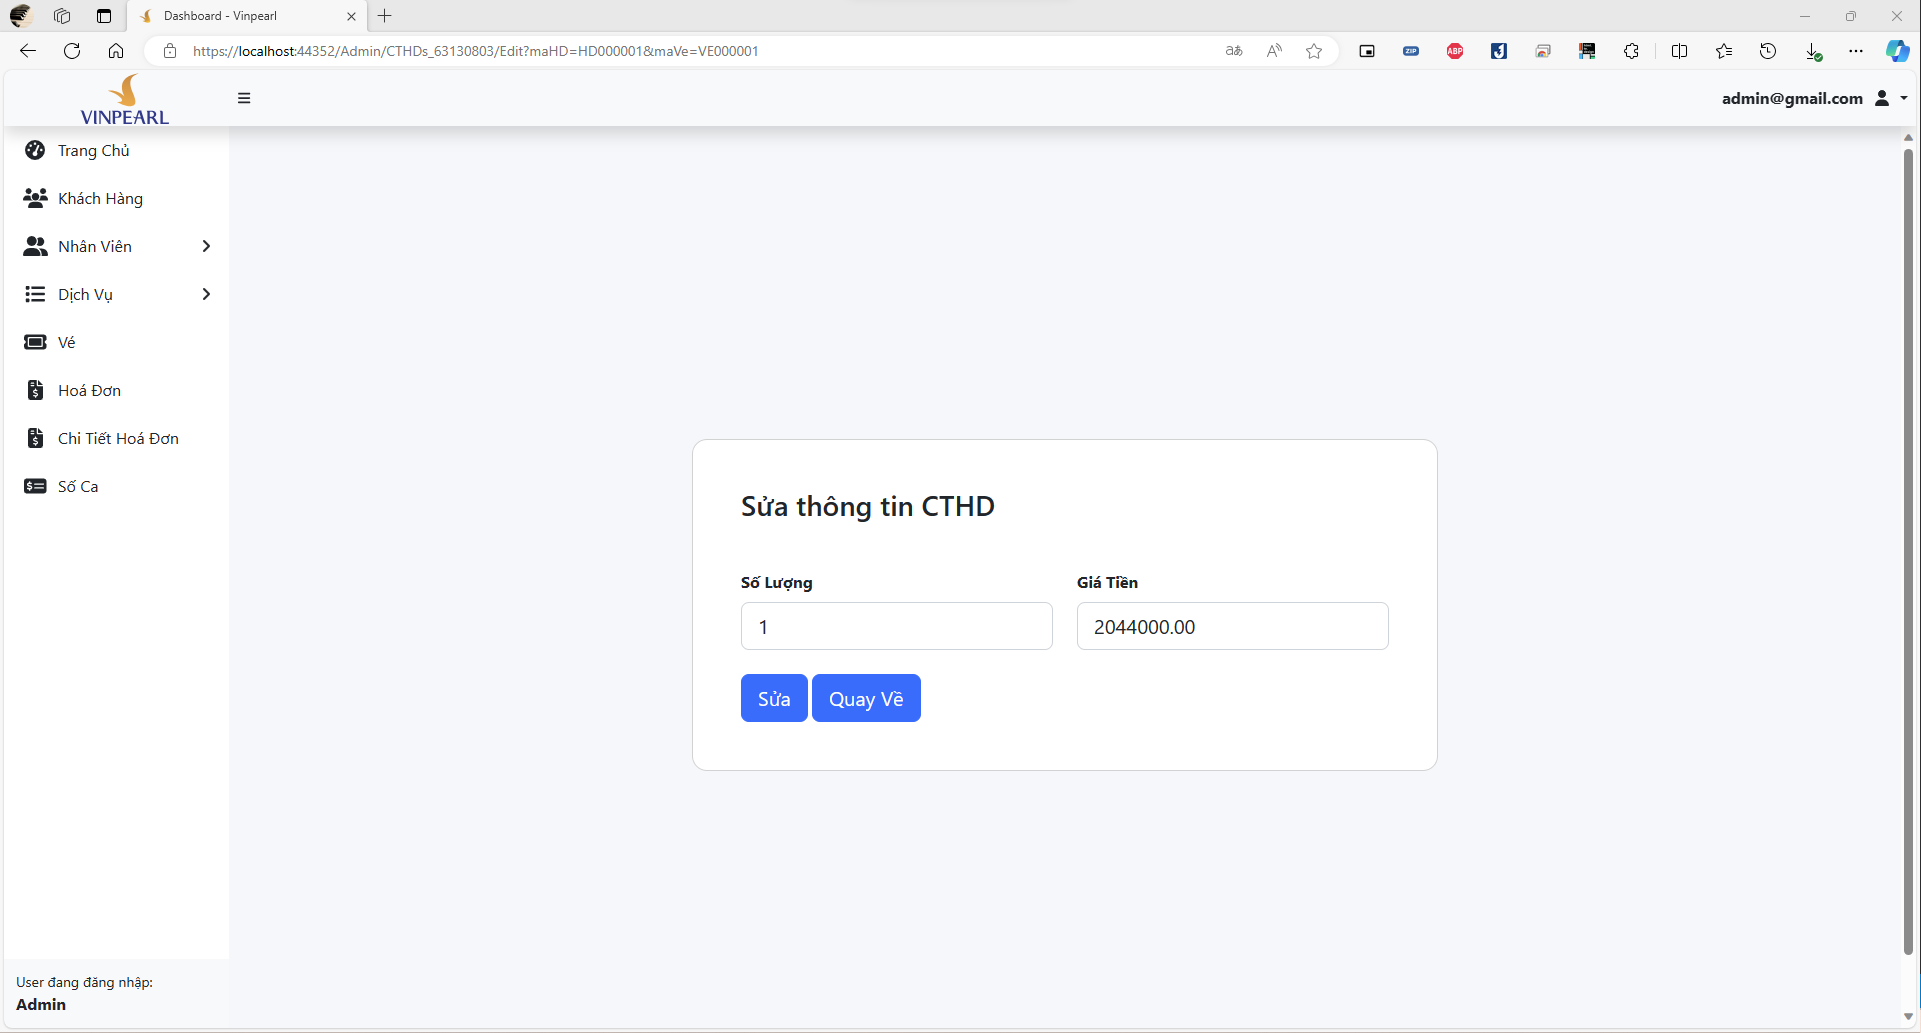 Dashboard - Vinpearl
https://localhost:44352/Admin/CTHDs_63130803/Edit?maHD=HD000001&maVe=VE000001
ZIP
ABP
VINPEARL
admin@gmail.com
Trang Chủ
Khách Hàng
Nhân Viên
Dịch Vụ
Vé
Hoá Đơn
Chi Tiết Hoá Đơn
Số Ca
Sửa thông tin CTHD
Số Lượng
Giá Tiền
1
2044000.00
Sửa
Quay Về
User đang đăng nhập:
Admin